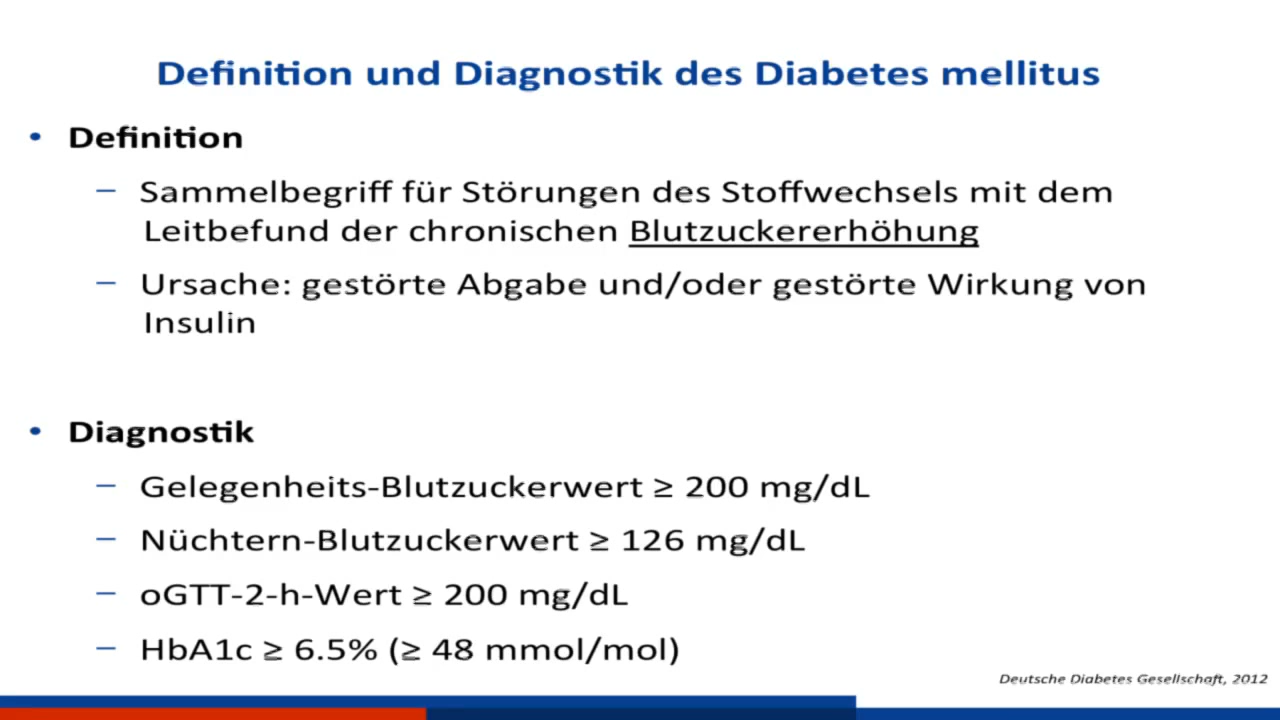 Definition und Diagnostik des Diabetes mellitus
• Definition
– Sammelbegriff für Störungen des Stoffwechsels mit dem
Leitbefund der chronischen Blutzuckererhöhung
– Ursache: gestörte Abgabe und/oder gestörte Wirkung von
Insulin
• Diagnostik
– Gelegenheits-Blutzuckerwert ≥ 200 mg/dL
– Nüchtern-Blutzuckerwert ≥ 126 mg/dL
– oGTT-2-h-Wert ≥ 200 mg/dL
– HbA1c ≥ 6.5% (≥ 48 mmol/mol)
Deutsche Diabetes Gesellschaft, 2012